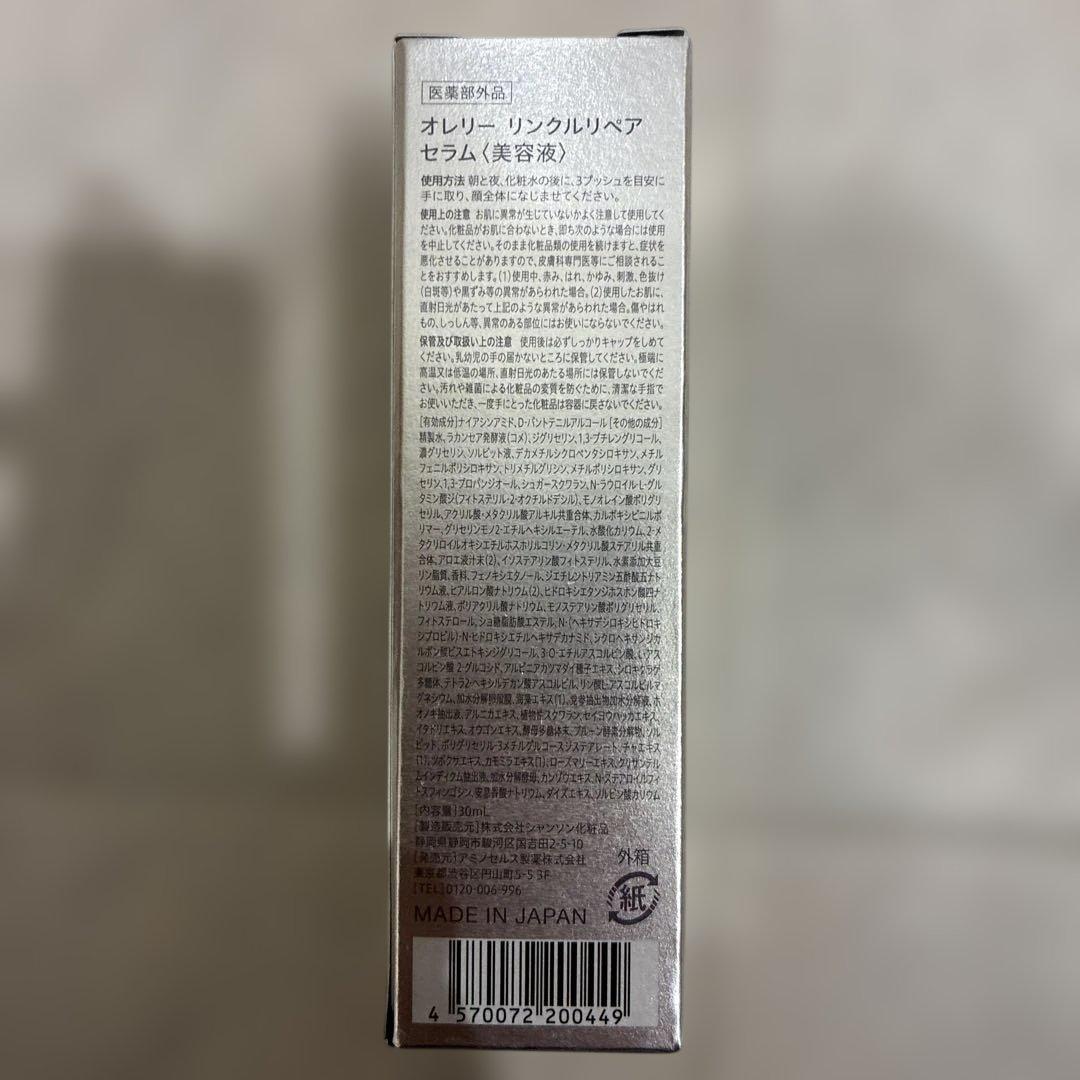 医薬部外品
オレリー リンクルリペア
セラム〈美容液〉
使用方法 朝と夜、化粧水の後に、3プッシュを目安に
手に取り、顔全体になじませてください。
使用上の注意 お肌に異常が生じていないかよく注意して使用してく
ださい。化粧品がお肌に合わないとき、即ち次のような場合には使用
を中止してください。そのまま化粧品類の使用を続けますと、症状を
悪化させることがありますので、皮膚科専門医等にご相談されるこ
とをおすすめします。(1)使用中、赤み、はれ、かゆみ、刺激、色抜け
(白斑等)や黒ずみ等の異常があらわれた場合。(2)使用したお肌に、
直射日光があたって上記のような異常があらわれた場合。傷やはれ
もの、しっしん等、異常のある部位にはお使いにならないでください。
保管及び取扱い上の注意 使用後は必ずしっかりキャップをしめて
ください。乳幼児の手の届かないところに保管してください。極端に
高温又は低温の場所、直射日光のあたる場所には保管しないでくだ
さい。汚れや雑菌による化粧品の変質を防ぐために、清潔な手指で
お使いいただき、一度手にとった化粧品は容器に戻さないでください。
[有効成分]ナイアシンアミド、D-パントテニルアルコール [その他の成分]
精製水、ラカンセア発酵液(コメ)、ジグリセリン、1,3-ブチレングリコール、
濃グリセリン、ソルビット液、デカメチルシクロペンタシロキサン、メチル
フェニルポリシロキサン、トリメチルグリシン、メチルポリシロキサン、グリ
セリン、1,3-プロパンジオール、シュガースクワラン、N-ラウロイル-L-グル
タミン酸ジ(フィトステリル・2-オクチルドデシル)、モノオレイン酸ポリグリ
セリル、アクリル酸・メタクリル酸アルキル共重合体、カルボキシビニルポ
リマー、グリセリンモノ2-エチルヘキシルエーテル、水酸化カリウム、2-メ
タクリロイルオキシエチルホスホリルコリン・メタクリル酸ステアリル共重
合体、アロエ液汁末(2)、イソステアリン酸フィトステリル、水素添加大豆
リン脂質、香料、フェノキシエタノール、ジエチレントリアミン五酢酸五ナト
リウム液、ヒアルロン酸ナトリウム(2)、ヒドロキシエタンジホスホン酸四ナ
トリウム液、ポリアクリル酸ナトリウム、モノステアリン酸ポリグリセリル、
フィトステロール、ショ糖脂肪酸エステル、N-(ヘキサデシロキシヒドロキ
シプロピル)-N-ヒドロキシエチルヘキサデカナミド、シクロヘキサンジカ
ルボン酸ビスエトキシジグリコール、3-O-エチルアスコルビン酸、L-アス
コルビン酸 2-グルコシド、アルピニアカツマダイ種子エキス、シロキクラゲ
多糖体、テトラ2-ヘキシルデカン酸アスコルビル、リン酸L-アスコルビルマ
グネシウム、加水分解卵殻膜、海藻エキス(1)、党参抽出物加水分解液、ホ
オノキ抽出液、アルニカエキス、植物性スクワラン、セイヨウハッカエキス、
イタドリエキス、オウゴンエキス、酵母多糖体末、プルーン酵素分解物、ソル
ビッド、ポリグリセリル-3メチルグルコースジステアレート、チャエキス
(1)、ツボクサエキス、カモミラエキス(1)、ローズマリーエキス、クリサンテル
ムインディクム抽出液、加水分解酵母、カンゾウエキス、N-ステアロイルフィ
トスフィンゴシン、安息香酸ナトリウム、ダイズエキス、ソルビン酸カリウム
[内容量]30mL
[製造販売元]株式会社シャンソン化粧品
静岡県静岡市駿河区国吉田2-5-10
[発売元]アミノセルス製薬株式会社
東京都渋谷区円山町5-5 3F
[TEL]0120-006-996
外箱
紙
MADE IN JAPAN
4 570072 200449